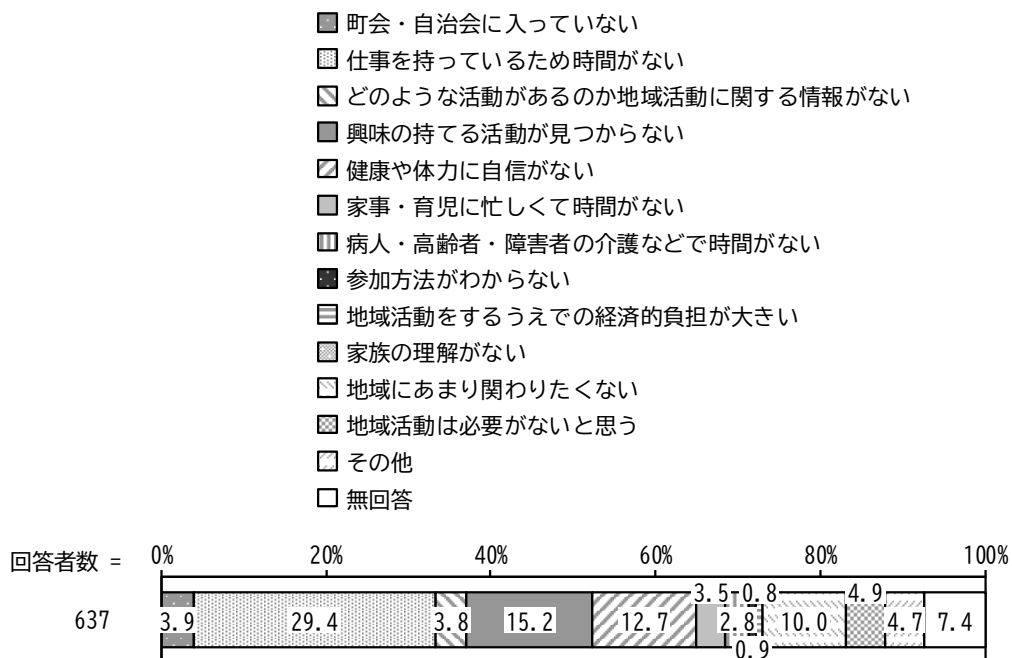 町会・自治会に入っていない
仕事を持っているため時間がない
どのような活動があるのか地域活動に関する情報がない
興味の持てる活動が見つからない
健康や体力に自信がない
家事・育児に忙しくて時間がない
病人・高齢者・障害者の介護などで時間がない
参加方法がわからない
地域活動をするうえでの経済的負担が大きい
家族の理解がない
地域にあまり関わりたくない
地域活動は必要がないと思う
その他
無回答
回答者数 = 0% 20% 40% 60% 80% 100%
3.5 0.8 4.9
637 3.9 29.4 3.8 15.2 12.7 2.8 10.0 4.7 7.4
0.9